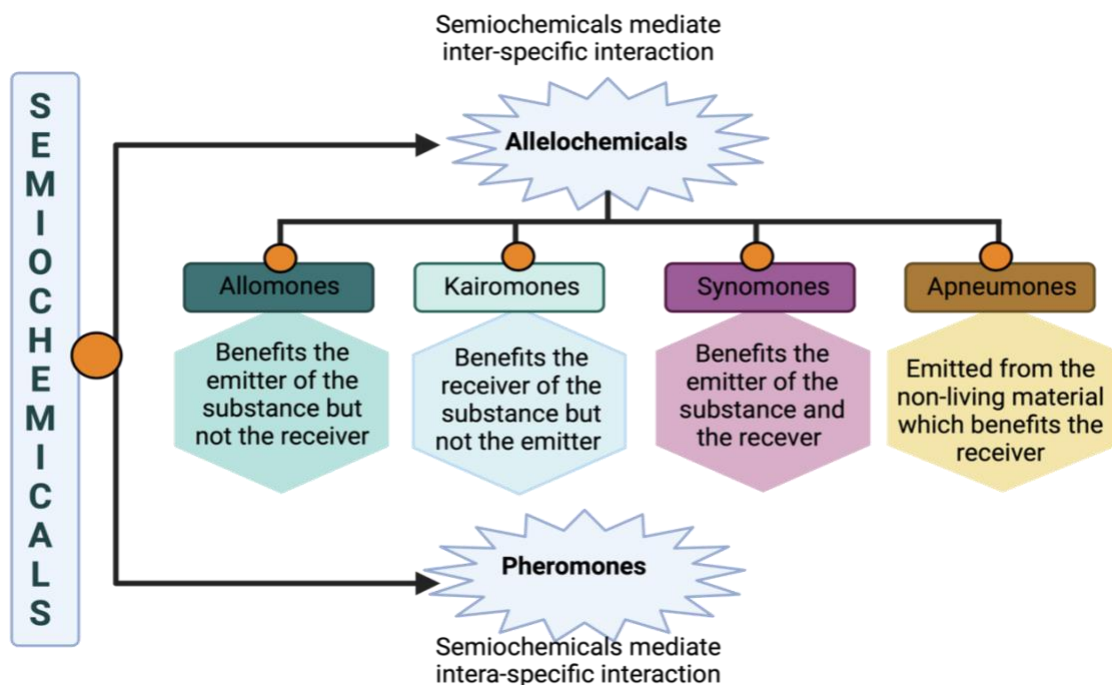 SEMIOCHEMICALS
Semiochemicals mediate
inter-specific interaction
Allelochemicals
Allomones
Benefits the
emitter of the
substance but
not the receiver
Kairomones
Benefits the
receiver of the
substance but
not the emitter
Synomones
Benefits the
emitter of the
substance and
the recever
Apneumones
Emitted from the
non-living material
which benefits the
receiver
Pheromones
Semiochemicals mediate
intera-specific interaction